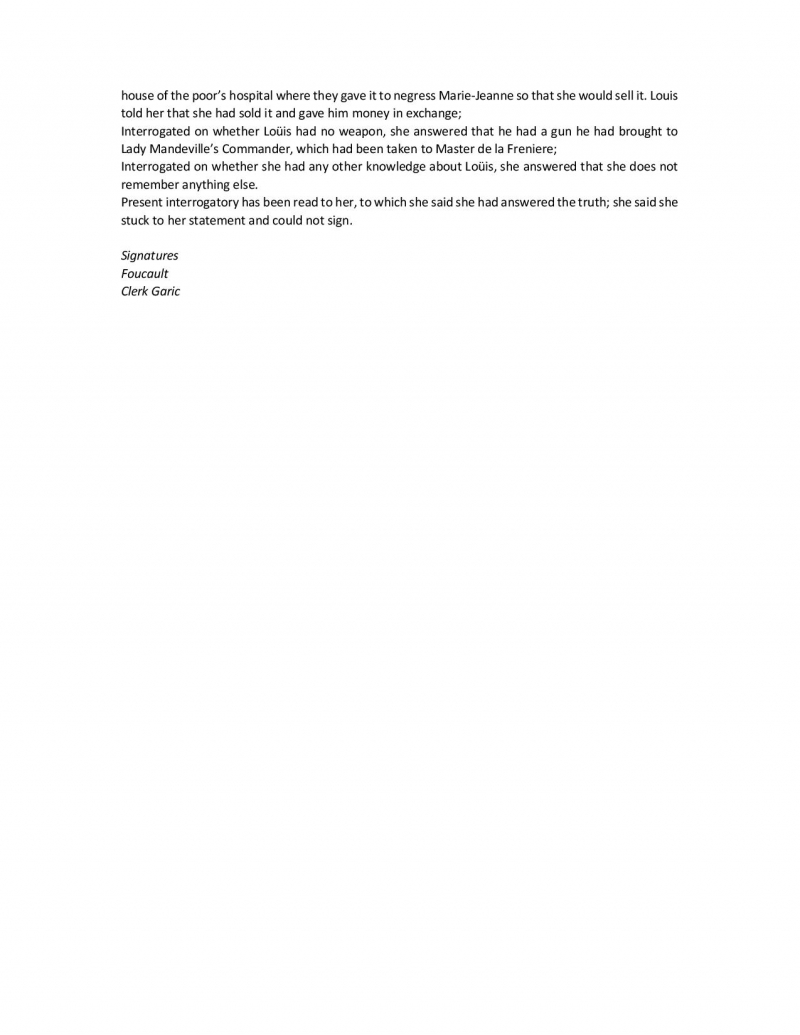 house of the poor's hospital where they gave it to negress Marie-Jeanne so that she would sell it. Louis
told her that she had sold it and gave him money in exchange;
Interrogated on whether Loüis had no weapon, she answered that he had a gun he had brought to
Lady Mandeville's Commander, which had been taken to Master de la Freniere;
Interrogated on whether she had any other knowledge about Loüis, she answered that she does not
remember anything else.
Present interrogatory has been read to her, to which she said she had answered the truth; she said she
stuck to her statement and could not sign.
Signatures
Foucault
Clerk Garic